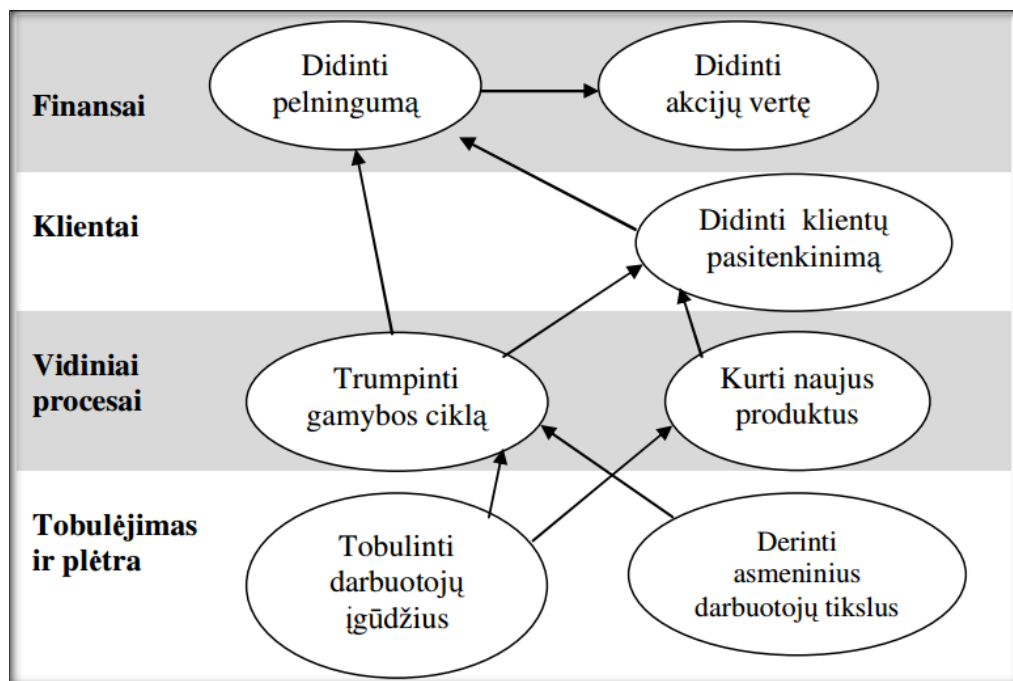 Finansai
Didinti
pelningumą
Didinti
akcijų vertę
Klientai
Didinti klientų
pasitenkinimą
Vidiniai
procesai
Trumpinti
gamybos ciklą
Kurti naujus
produktus
Tobulėjimas
ir plėtra
Tobulinti
darbuotojų
įgūdžius
Derinti
asmeninius
darbuotojų tikslus